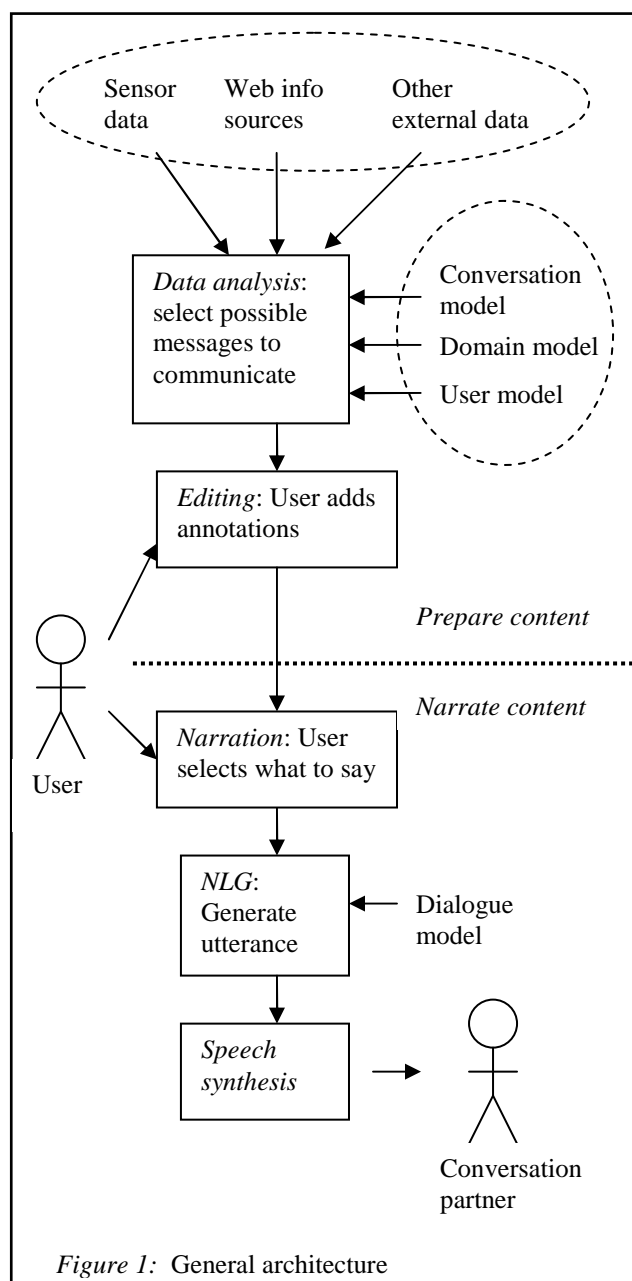 Sensor
data
Web info
sources
Other
external data
Data analysis:
select possible
messages to
communicate
Conversation
model
Domain model
User model
Editing: User adds
annotations
Prepare content
Narrate content
User
Narration: User
selects what to say
NLG:
Generate
utterance
Dialogue
model
Speech
synthesis
Conversation
partner
Figure 1: General architecture